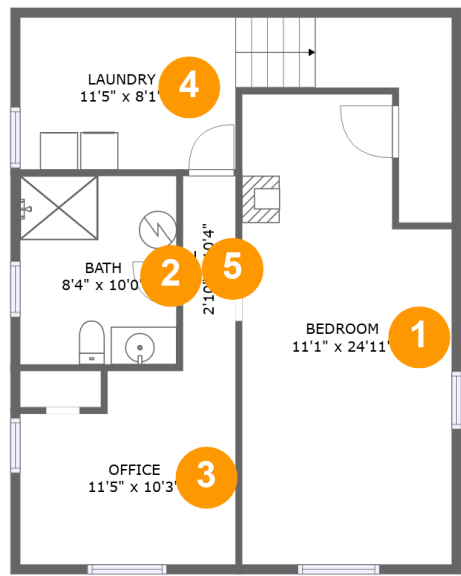 LAUNDRY
11'5" x 8'1"
4
BATH
8'4" x 10'0"
2
5
BEDROOM
11'1" x 24'11"
1
OFFICE
11'5" x 10'3"
3